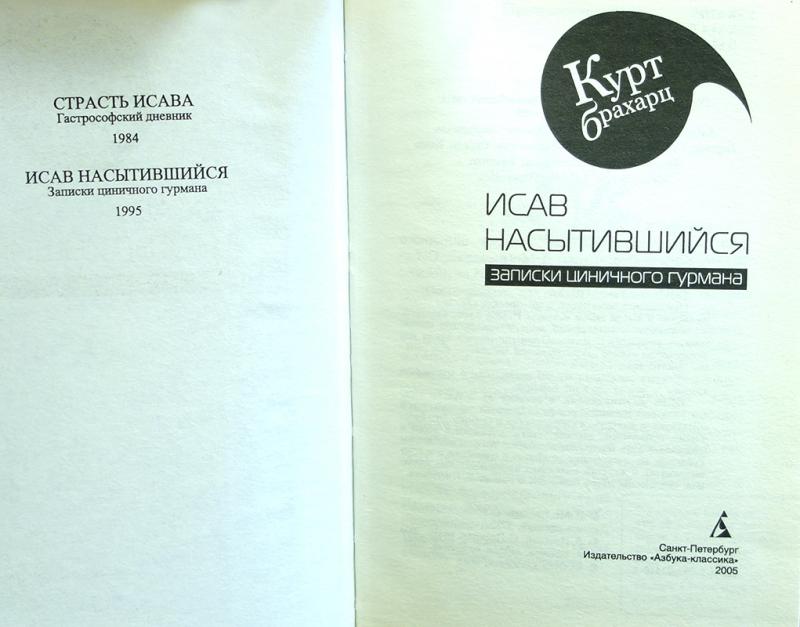 СТРАСТЬ ИСАВА
Гастрософский дневник
1984
ИСАВ НАСЫТИВШИЙСЯ
Записки циничного гурмана
1995
Курт
брахарц
ИСАВ
НАСЫТИВШИЙСЯ
записки циничного гурмана
Санкт-Петербург
Издательство «Азбука-классика»
2005